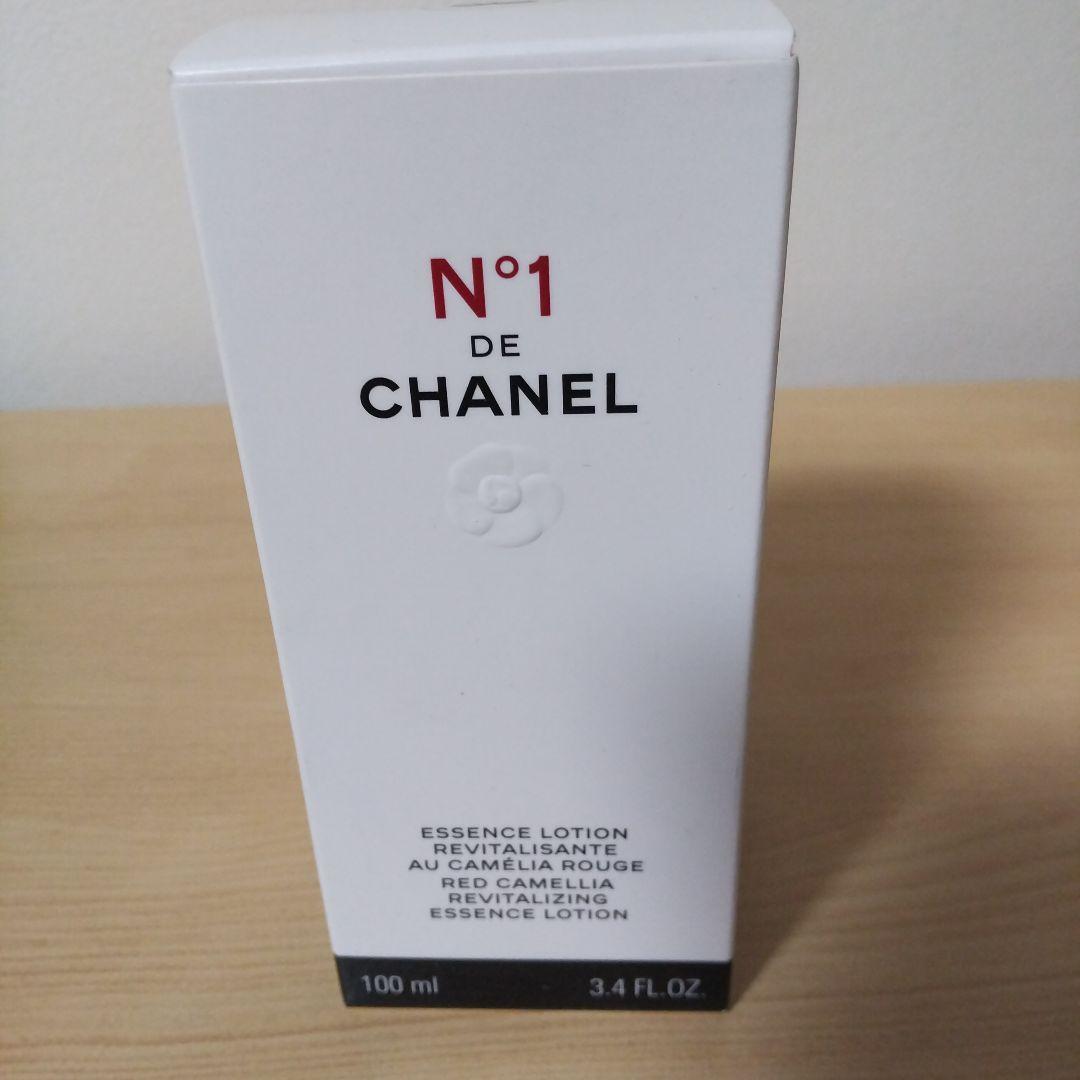 N°1
DE
CHANEL
ESSENCE LOTION
REVITALISANTE
AU CAMÉLIA ROUGE
RED CAMELLIA
REVITALIZING
ESSENCE LOTION
100 ml 3.4 FL.OZ.